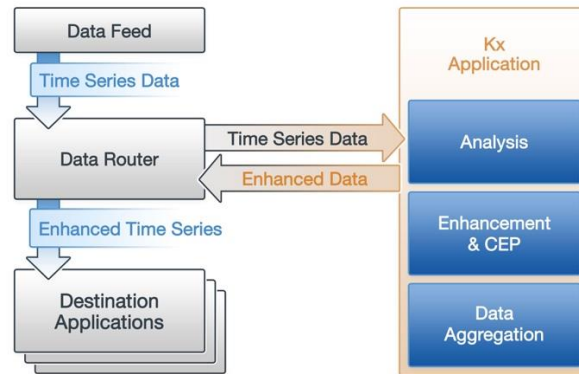 Data Feed
Time Series Data
Data Router
Enhanced Time Series
Destination
Applications
Time Series Data
Enhanced Data
Kx
Application
Analysis
Enhancement
& CEP
Data
Aggregation